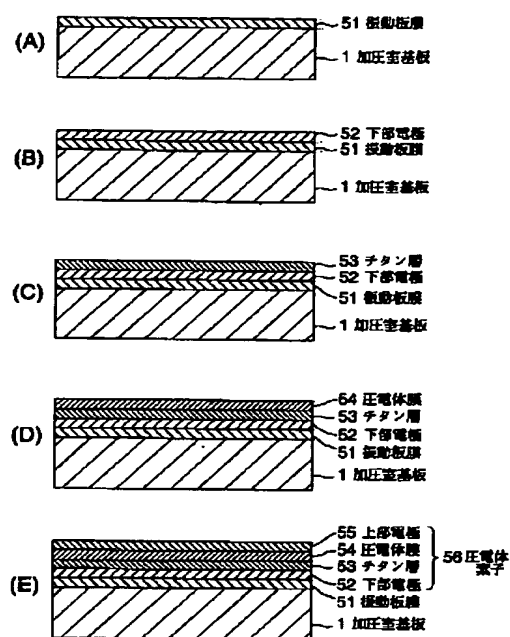 (A)
51 振動板膜
1 加圧室基板
(B)
52 下部電極
51 振動板膜
1 加圧室基板
(C)
53 チタン層
52 下部電極
51 振動板膜
1 加圧室基板
(D)
54 圧電体膜
53 チタン層
52 下部電極
51 振動板膜
1 加圧室基板
(E)
55 上部電極
54 圧電体膜
53 チタン層
52 下部電極
56 圧電体
素子
51 振動板膜
1 加圧室基板